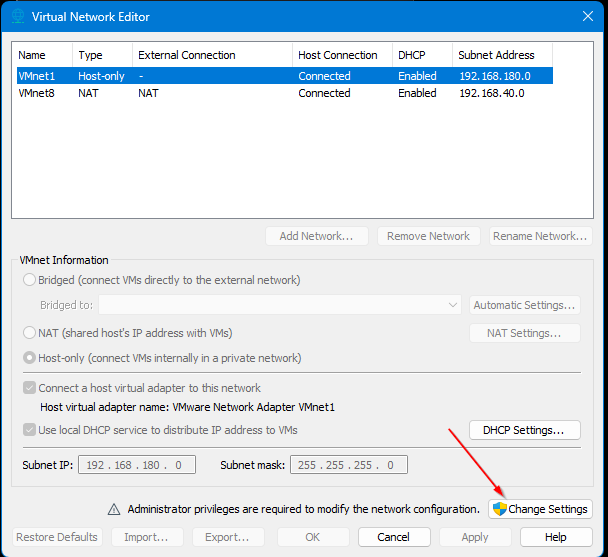 Virtual Network Editor
Name Type External Connection Host Connection DHCP Subnet Address
VMnet1 Host-only - Connected Enabled 192.168.180.0
VMnet8 NAT NAT Connected Enabled 192.168.40.0
Add Network... Remove Network Rename Network...
VMnet Information
Bridged (connect VMs directly to the external network)
Bridged to: Automatic Settings...
NAT (shared host's IP address with VMs) NAT Settings...
Host-only (connect VMs internally in a private network)
Connect a host virtual adapter to this network
Host virtual adapter name: VMware Network Adapter VMnet1
Use local DHCP service to distribute IP address to VMs DHCP Settings...
Subnet IP: 192 . 168 . 180 . 0 Subnet mask: 255 . 255 . 255 . 0
Administrator privileges are required to modify the network configuration. Change Settings
Restore Defaults Import... Export... OK Cancel Apply Help